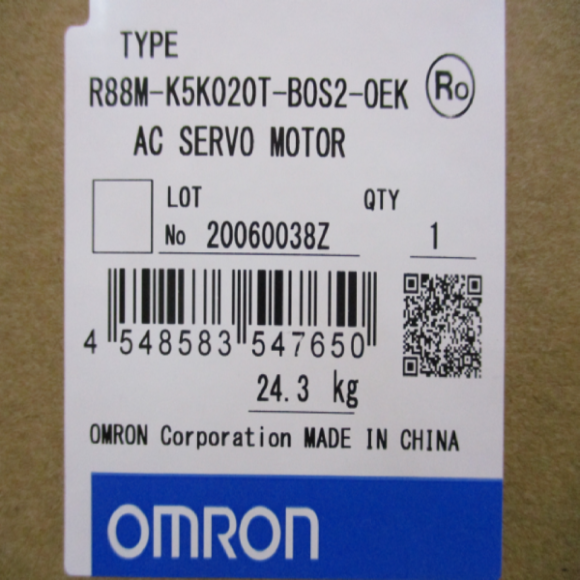 TYPE
R88M-K5K020T-BOS2-OEK Ro
AC SERVO MOTOR
LOT QTY
No 20060038Z 1
4 548583 547650
24.3 kg
OMRON Corporation MADE IN CHINA
OMRON